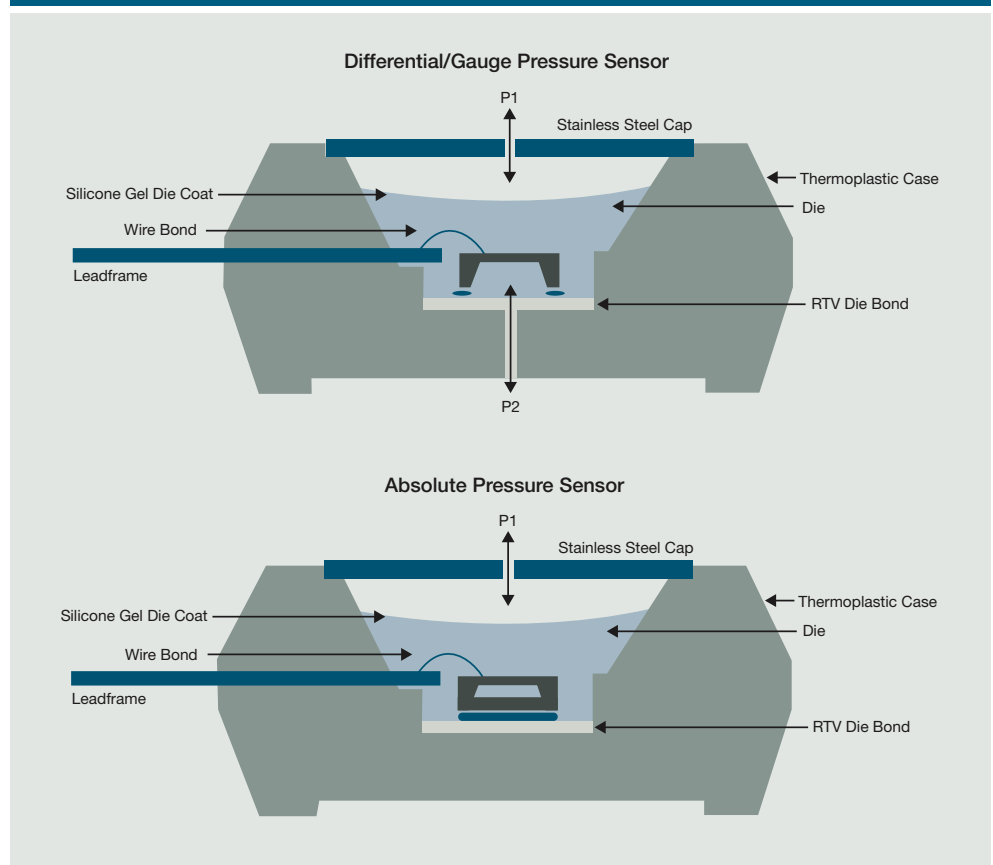 Differential/Gauge Pressure Sensor
P1
Stainless Steel Cap
Silicone Gel Die Coat
Thermoplastic Case
Die
Wire Bond
Leadframe
RTV Die Bond
P2
Absolute Pressure Sensor
P1
Stainless Steel Cap
Silicone Gel Die Coat
Thermoplastic Case
Die
Wire Bond
Leadframe
RTV Die Bond